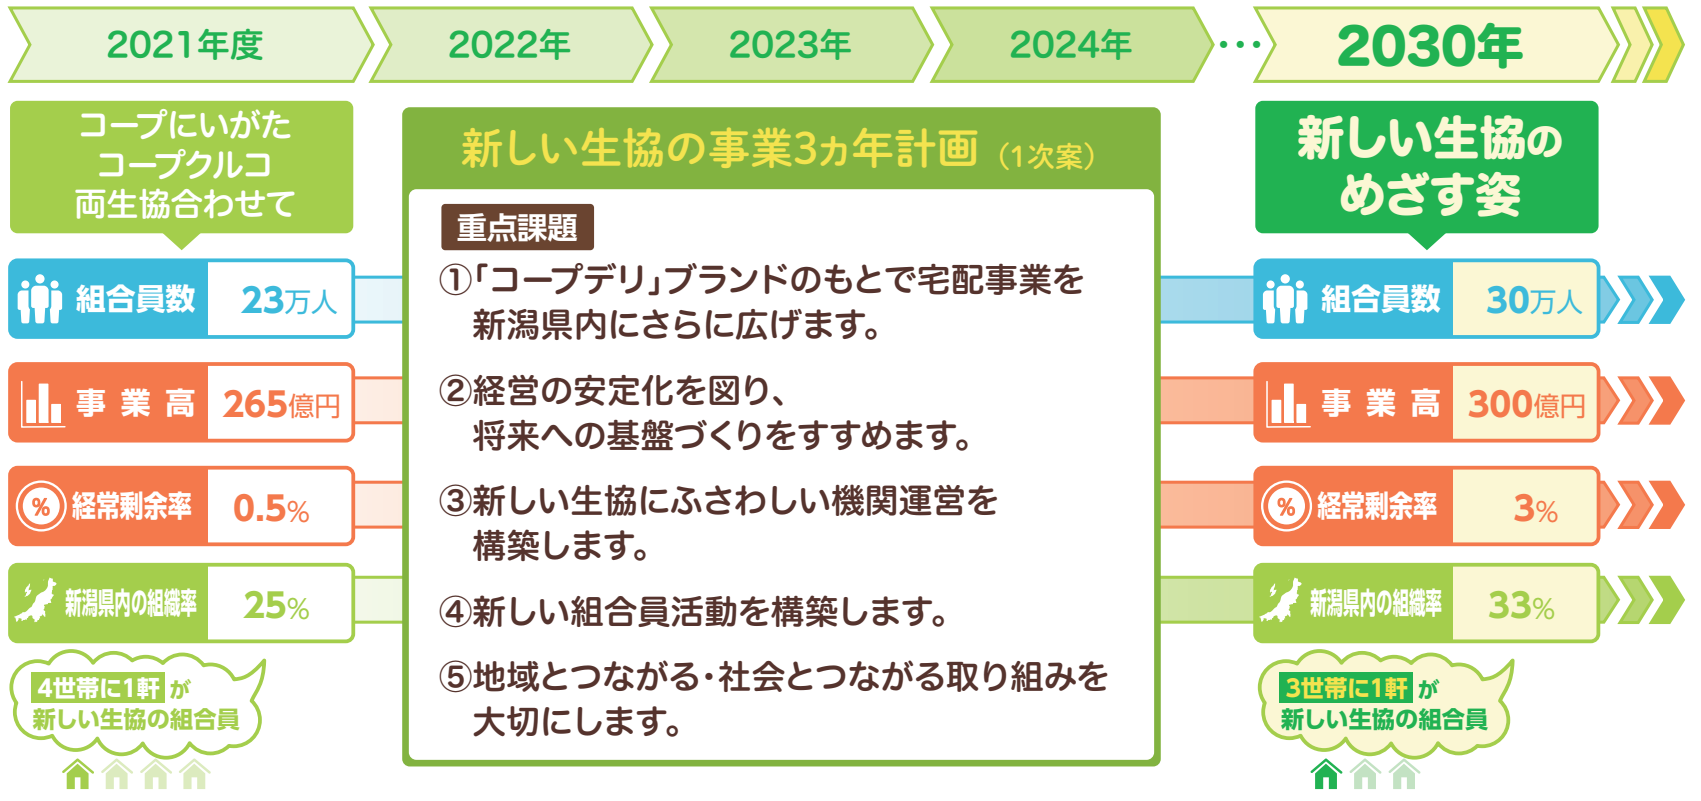 2021年度
2022年
2023年
2024年
…
2030年
コープにいがた
コープクルコ
両生協合わせて
組合員数 23万人
事業高 265億円
% 経常剰余率 0.5%
新潟県内の組織率 25%
4世帯に1軒が
新しい生協の組合員
新しい生協の事業3ヵ年計画(1次案)
重点課題
①「コープデリ」ブランドのもとで宅配事業を
新潟県内にさらに広げます。
②経営の安定化を図り、
将来への基盤づくりをすすめます。
③新しい生協にふさわしい機関運営を
構築します。
④新しい組合員活動を構築します。
⑤地域とつながる・社会とつながる取り組みを
大切にします。
新しい生協の
めざす姿
組合員数 30万人
事業高 300億円
% 経常剰余率 3%
新潟県内の組織率 33%
3世帯に1軒が
新しい生協の組合員